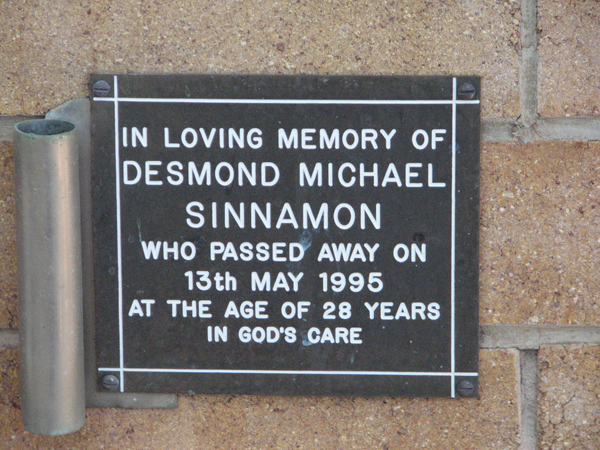 IN LOVING MEMORY OF
DESMOND MICHAEL
SINNAMON
WHO PASSED AWAY ON
13th MAY 1995
AT THE AGE OF 28 YEARS
IN GOD'S CARE